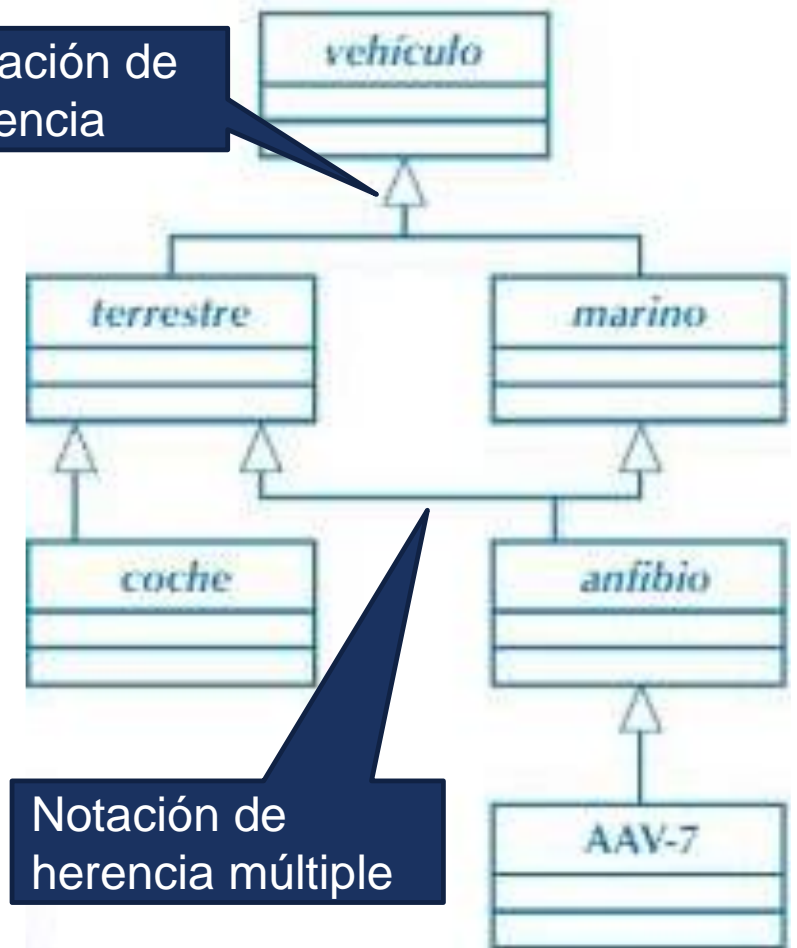 vehículo
ación de
encia
terrestre
marino
coche
anfibio
Notación de
herencia múltiple
AAV-7